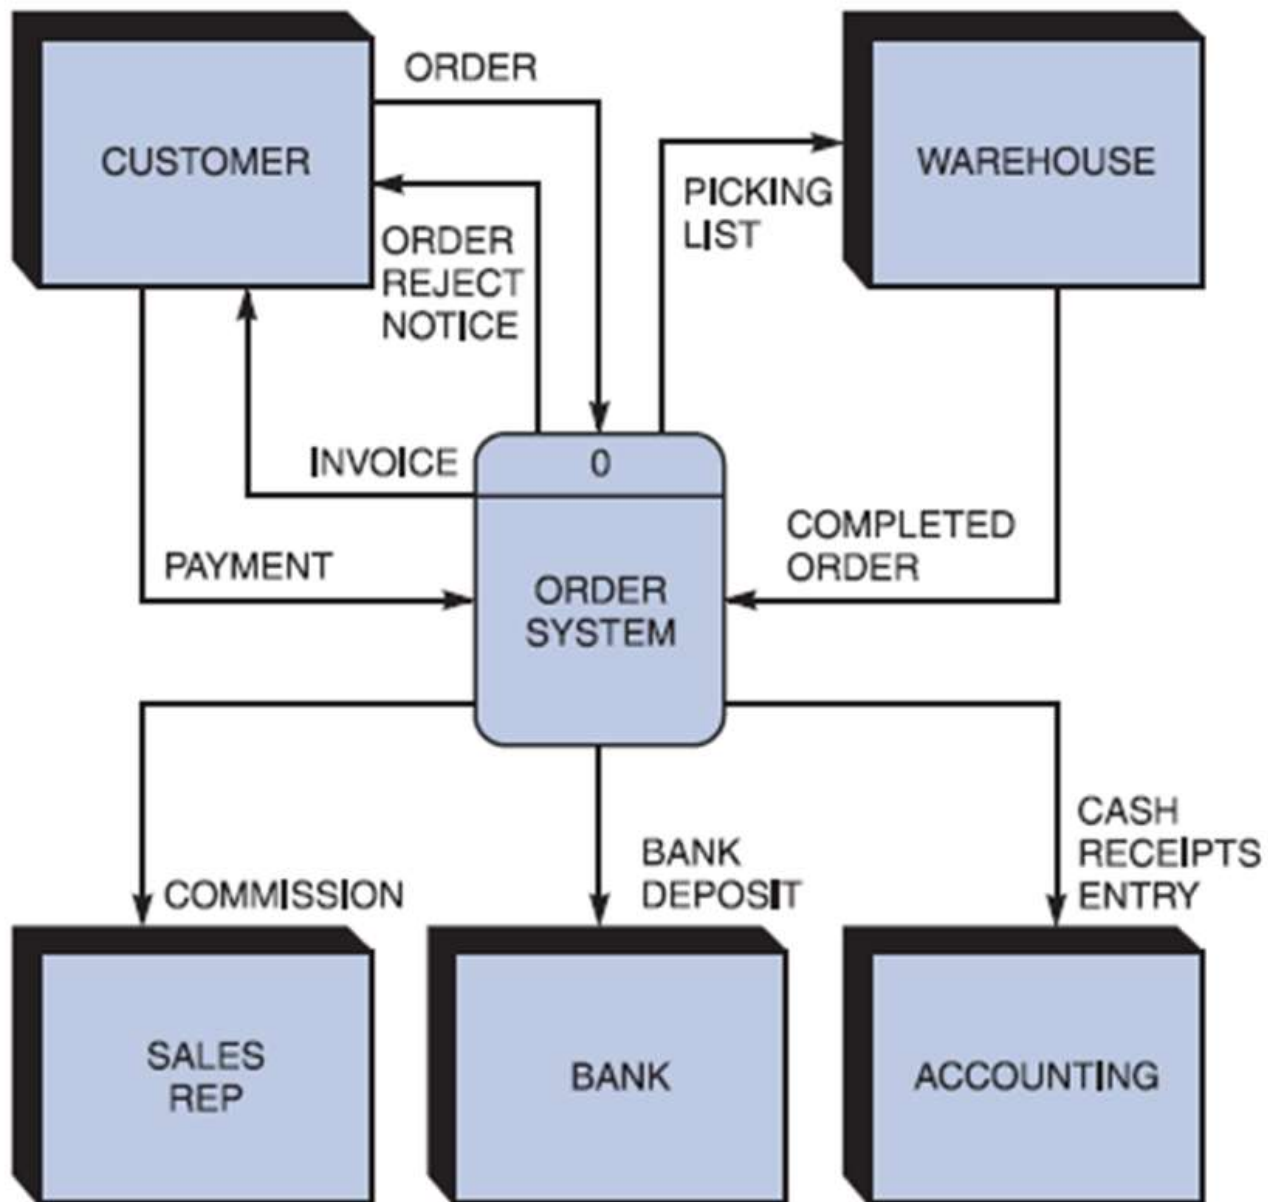 ORDER
CUSTOMER
WAREHOUSE
PICKING
LIST
ORDER
REJECT
NOTICE
INVOICE
0
COMPLETED
ORDER
PAYMENT
ORDER
SYSTEM
CASH
RECEIPTS
ENTRY
BANK
DEPOSIT
COMMISSION
SALES
REP
BANK
ACCOUNTING